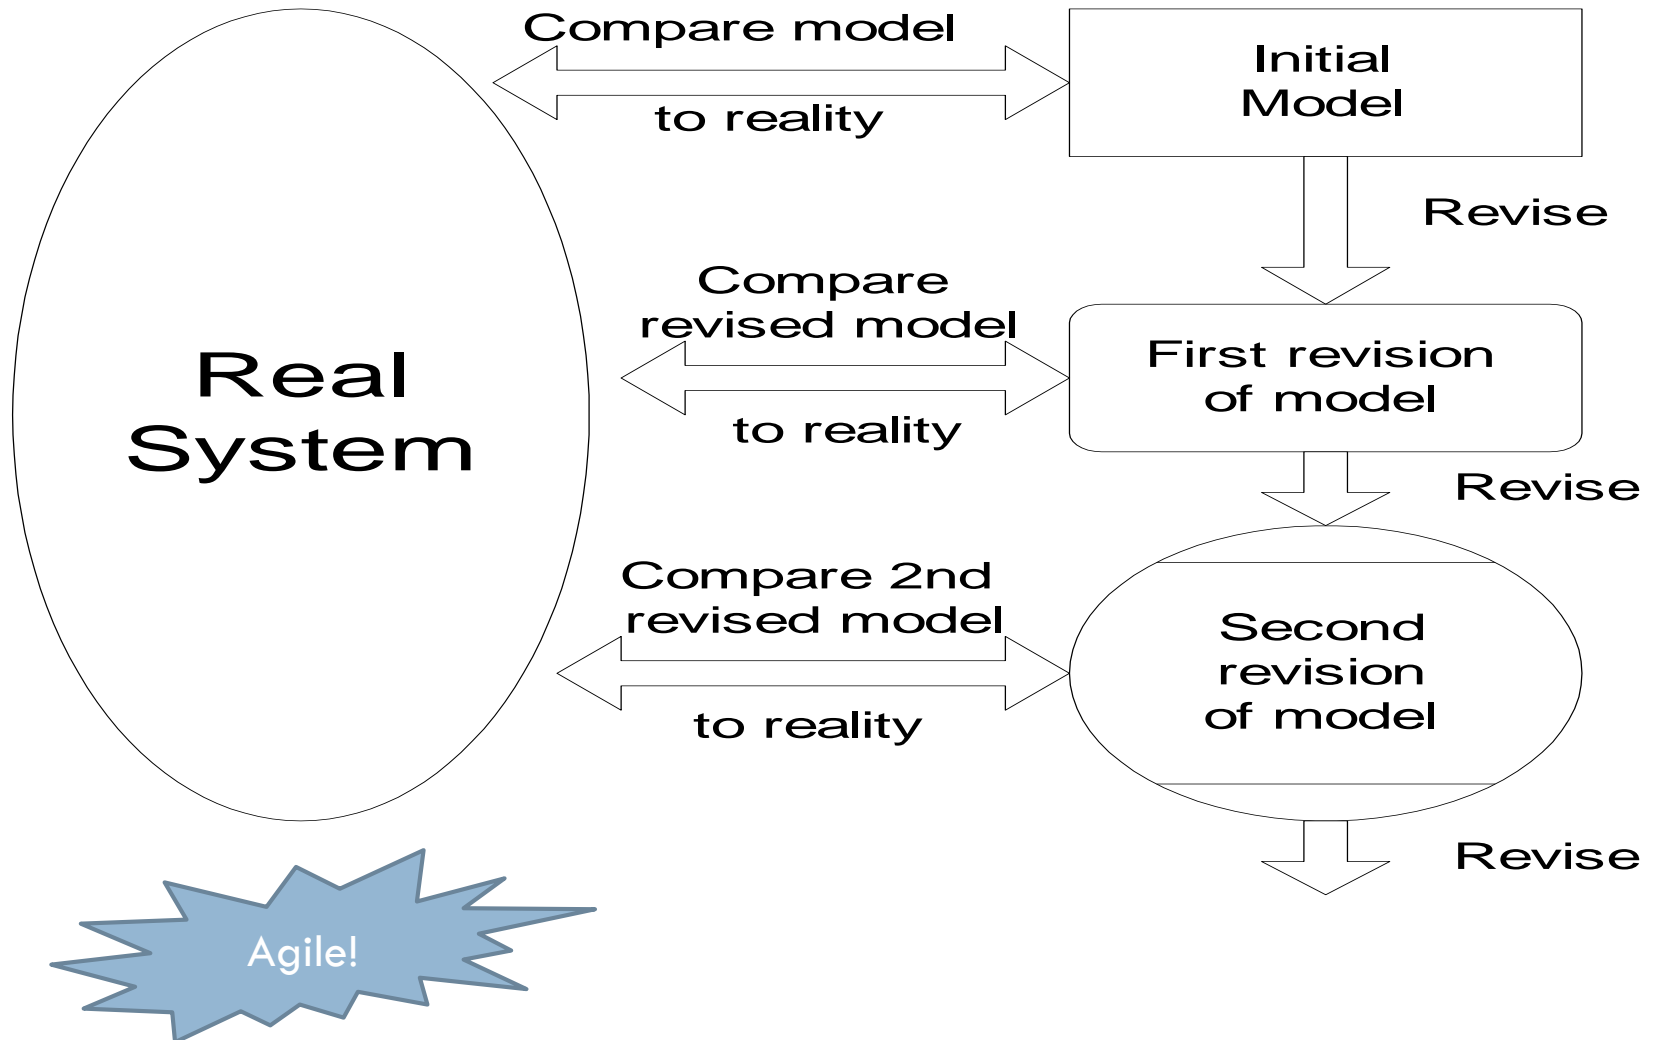 Compare model
to reality
Initial
Model
Revise
Real
System
Compare
revised model
to reality
First revision
of model
Revise
Compare 2nd
revised model
to reality
Second
revision
of model
Revise
Agile!